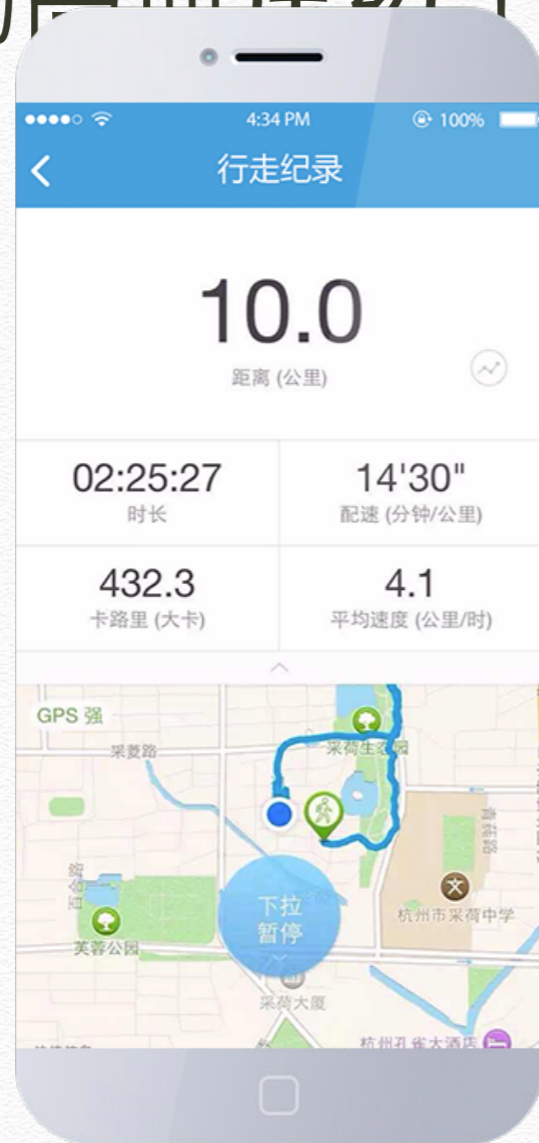 4:34 PM
100%
行走纪录
10.0
距离 (公里)
02:25:27
时长
14'30"
配速 (分钟/公里)
432.3
卡路里 (大卡)
4.1
平均速度 (公里/时)
GPS 强
采菱路
采荷生态园
百合路
芙蓉公园
下拉
暂停
杭州市采荷中学
采荷大厦
杭州孔雀大酒店